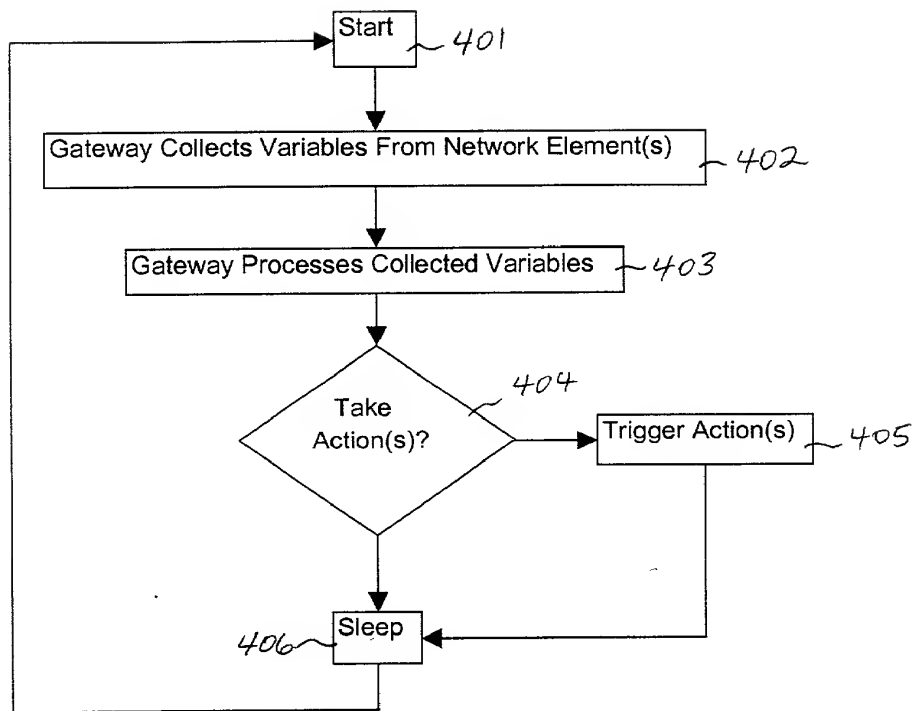 Start
401
Gateway Collects Variables From Network Element(s)
402
Gateway Processes Collected Variables
403
404
Take
Action(s)?
Trigger Action(s)
405
Sleep
406